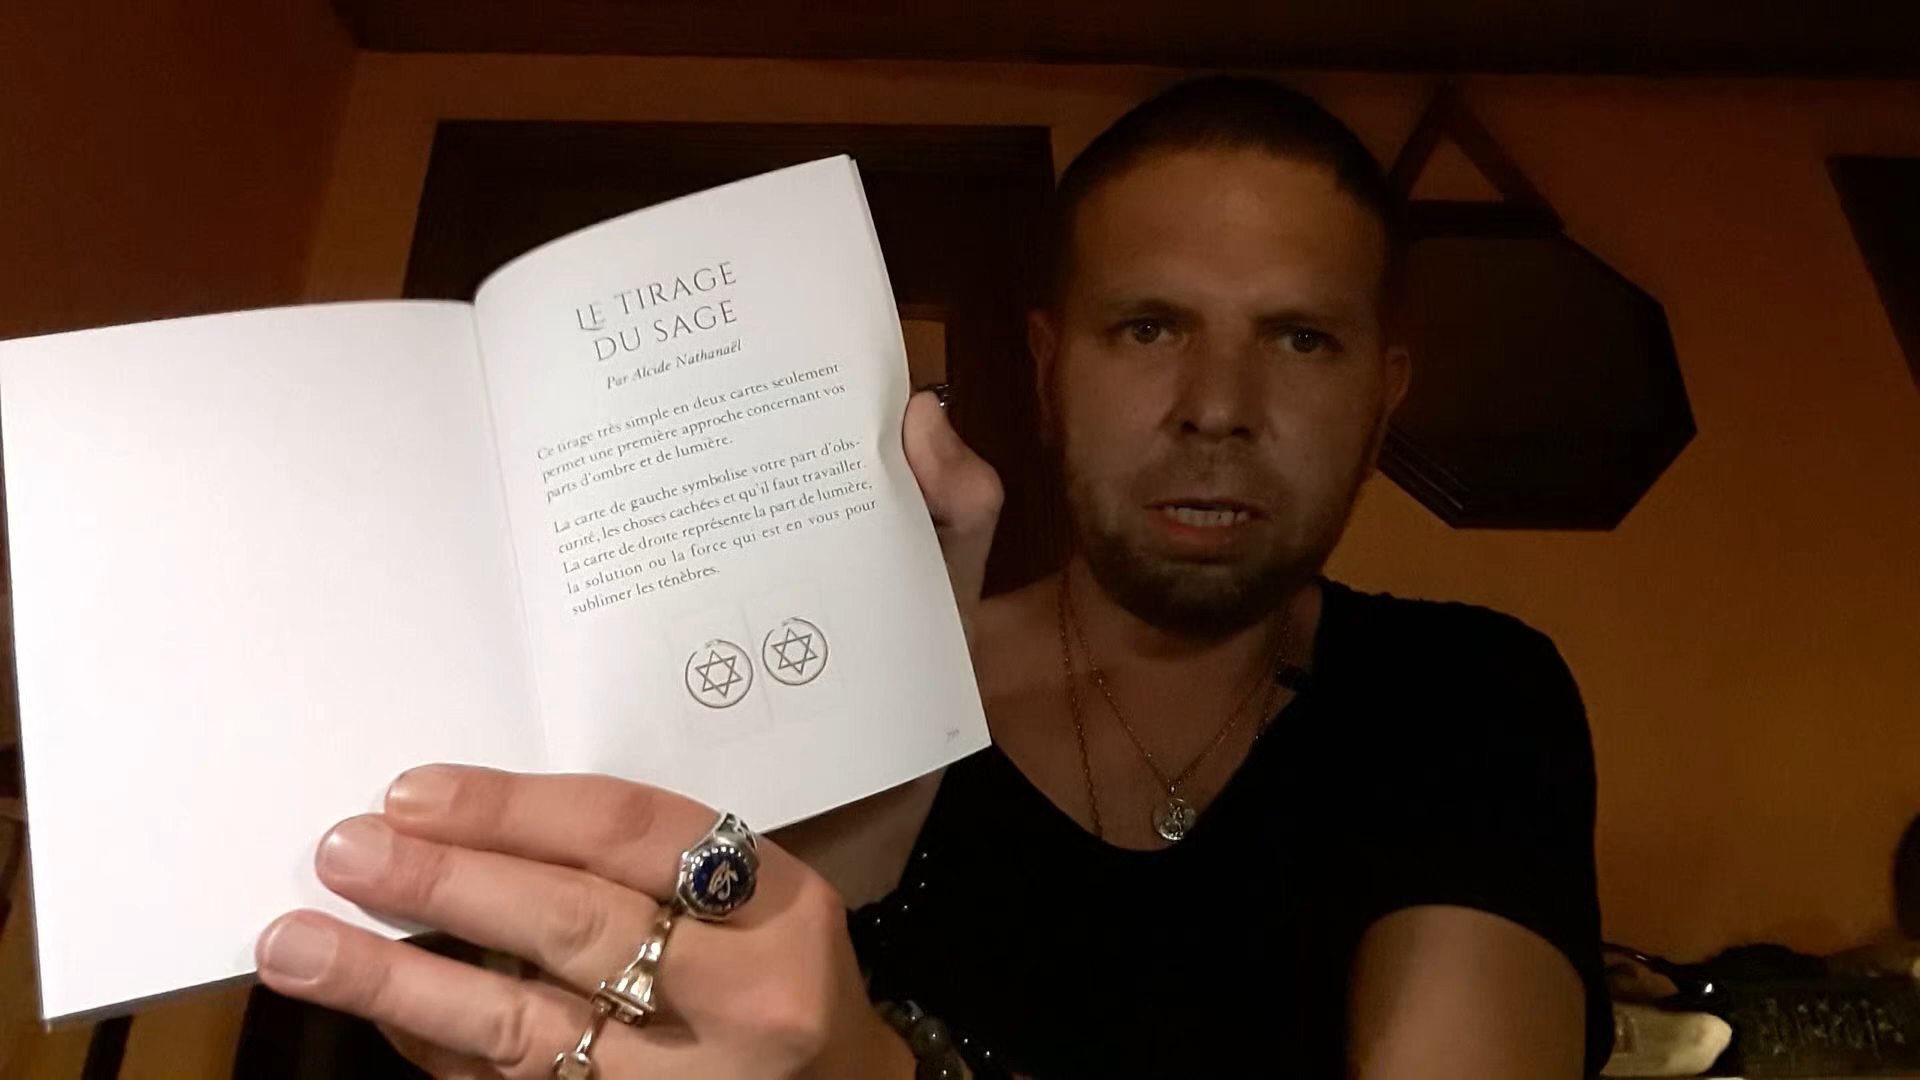 LE TIRAGE
DU SAGE
Par Alcide Nathanaël
Ce tirage très simple en deux cartes seulement
permet une première approche concernant vos
parts d'ombre et de lumière.
La carte de gauche symbolise votre part d'obs-
curité, les choses cachées et qu'il faut travailler.
La carte de droite représente la part de lumière,
la solution ou la force qui est en vous pour
sublimer les ténèbres.